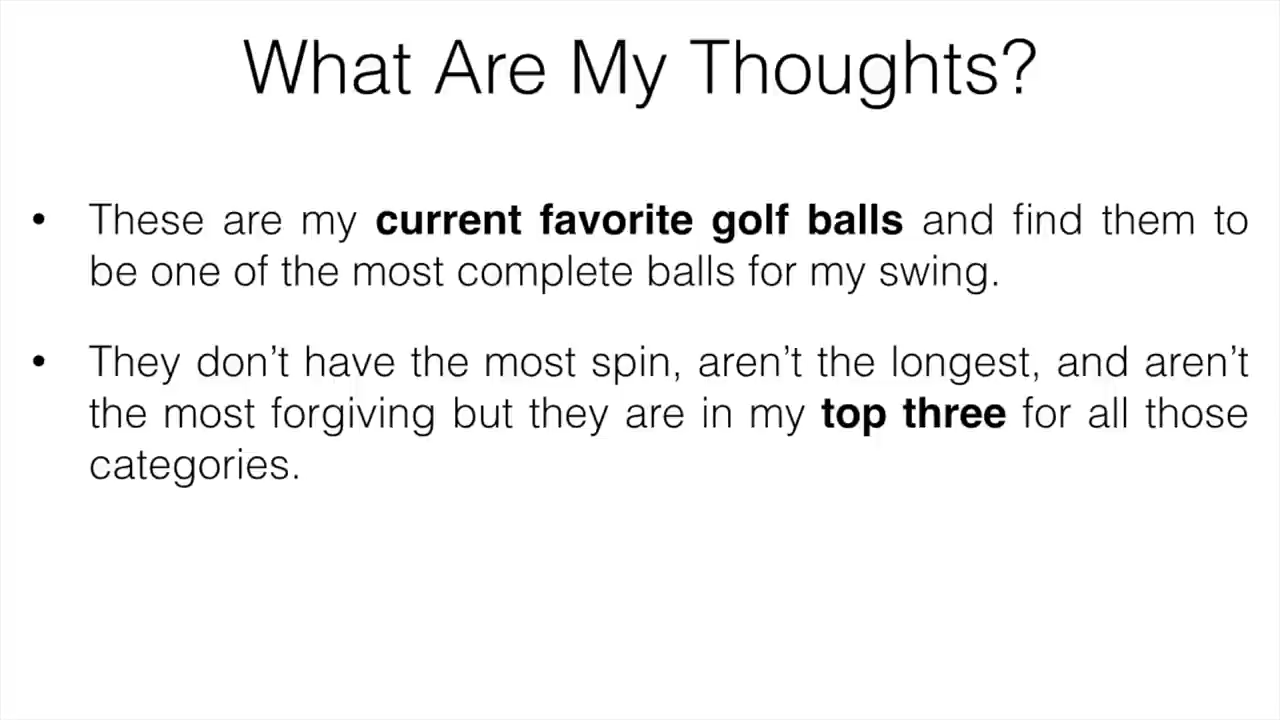 What Are My Thoughts?
• These are my current favorite golf balls and find them to
be one of the most complete balls for my swing.
• They don’t have the most spin, aren’t the longest, and aren’t
the most forgiving but they are in my top three for all those
categories.